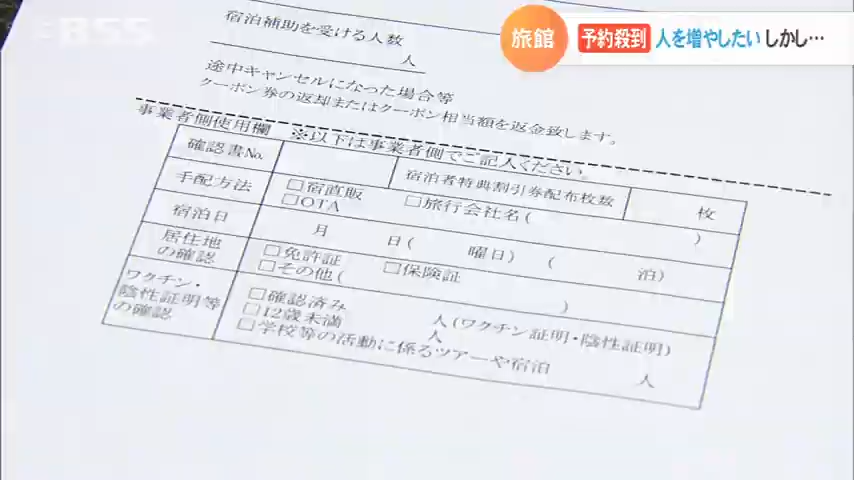 BSS
旅館
予約殺到 人を増やしたい しかし…
宿泊補助を受ける人数
人
途中キャンセルになった場合等
クーポン券の返却またはクーポン相当額を返金致します。
事業者側使用欄 ※以下は事業者側でご記入ください。
確認書No. 宿泊者特典割引券配布枚数 枚
手配方法 □宿直販
□OTA □旅行会社名( )
宿泊日 月 日( 曜日) ( 泊)
居住地の確認 □免許証 □保険証
□その他( )
ワクチン・陰性証明等の確認 □確認済み 人(ワクチン証明・陰性証明)
□12歳未満 人
□学校等の活動に係るツアーや宿泊 人